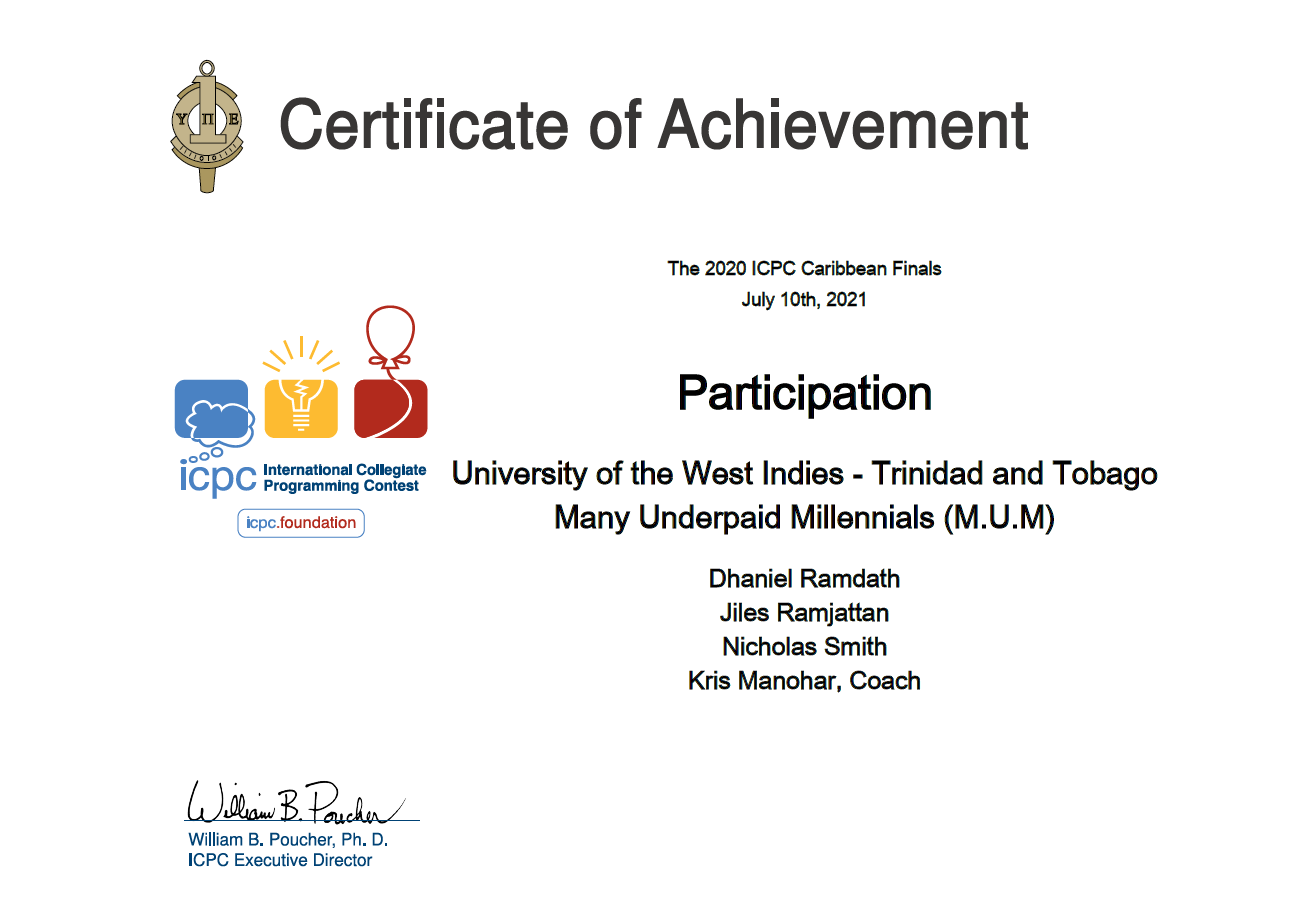 Certificate of Achievement
Υ Π Ε
The 2020 ICPC Caribbean Finals
July 10th, 2021
Participation
University of the West Indies - Trinidad and Tobago
Many Underpaid Millennials (M.U.M)
Dhaniel Ramdath
Jiles Ramjattan
Nicholas Smith
Kris Manohar, Coach
icpc International Collegiate
Programming Contest
icpc.foundation
William B. Poucher
William B. Poucher, Ph. D.
ICPC Executive Director